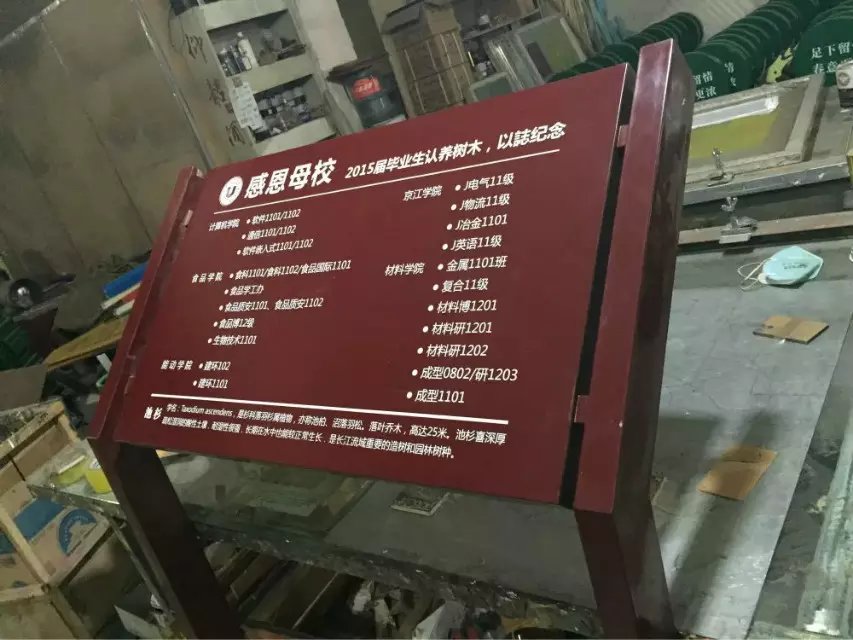 感恩母校 2015届毕业生认养树木，以誌纪念
计算机学院 •软件1101/1102
•通信1101/1102
•软件嵌入式1101/1102
食品学院 •食科1101/食科1102/食品国际1101
•食品学工办
•食品质安1101、食品质安1102
•食品博12级
•生物技术1101
能动学院 •建环102
•建环1101
京江学院 •J电气11级
•J物流11级
•J冶金1101
•J英语11级
材料学院 •金属1101班
•复合11级
•材料博1201
•材料研1201
•材料研1202
•成型0802/研1203
•成型1101
池杉 学名：Taxodium ascendens，是杉科落羽杉属植物，亦称池柏、沼落羽松。落叶乔木，高达25米。池杉喜深厚
疏松湿润的酸性土壤，耐湿性很强，长期在水中也能较正常生长，是长江流域重要的造树和园林树种。
足下留
春意
留情
更浓